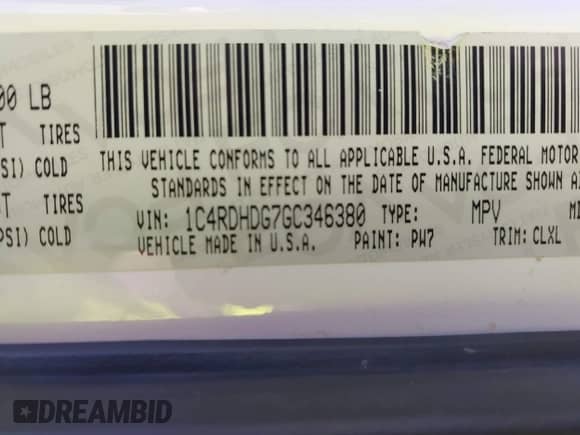 00 LB
T TIRES
SI) COLD
ST TIRES
PSI) COLD
THIS VEHICLE CONFORMS TO ALL APPLICABLE U.S.A. FEDERAL MOTOR
STANDARDS IN EFFECT ON THE DATE OF MANUFACTURE SHOWN A
VIN: 1C4RDHDG7GC346380 TYPE: MPV
VEHICLE MADE IN U.S.A. PAINT: PW7 TRIM: CLXL
DREAMBID